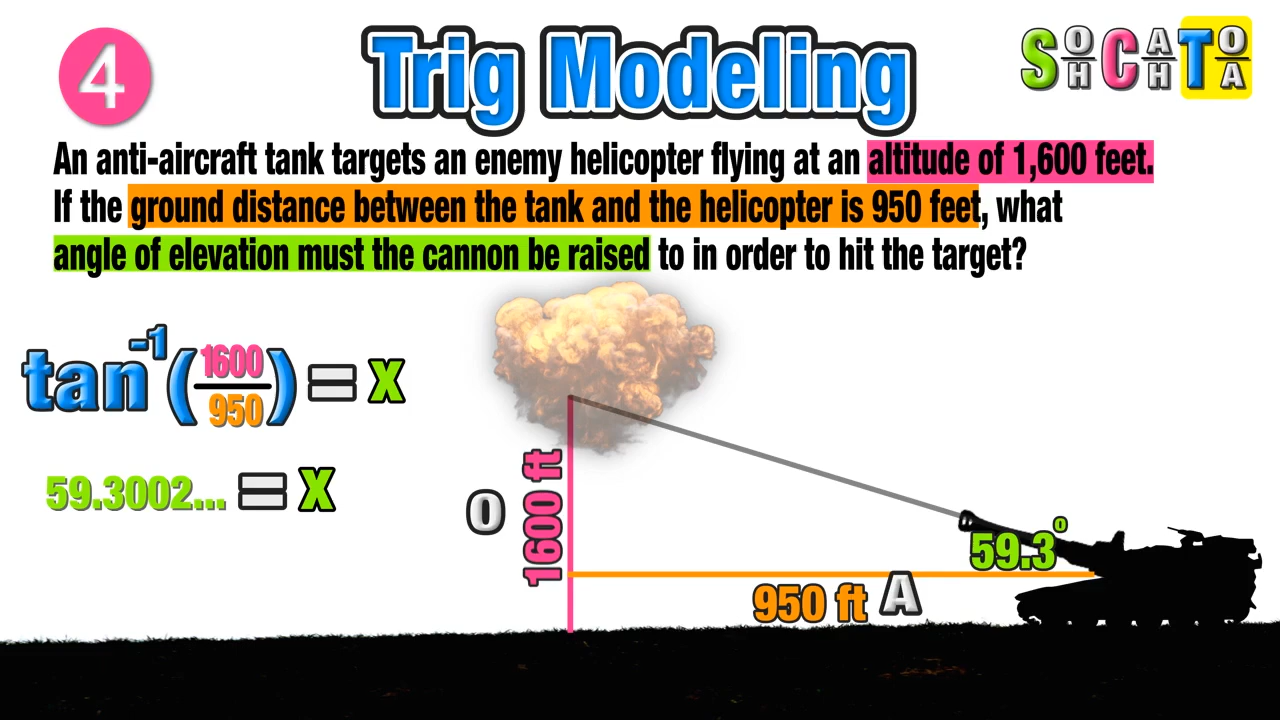 4
Trig Modeling
S O H C A H T O A
An anti-aircraft tank targets an enemy helicopter flying at an altitude of 1,600 feet.
If the ground distance between the tank and the helicopter is 950 feet, what
angle of elevation must the cannon be raised to in order to hit the target?
tan⁻¹(1600/950) = X
59.3002... = X
O
1600 ft
59.3°
950 ft A